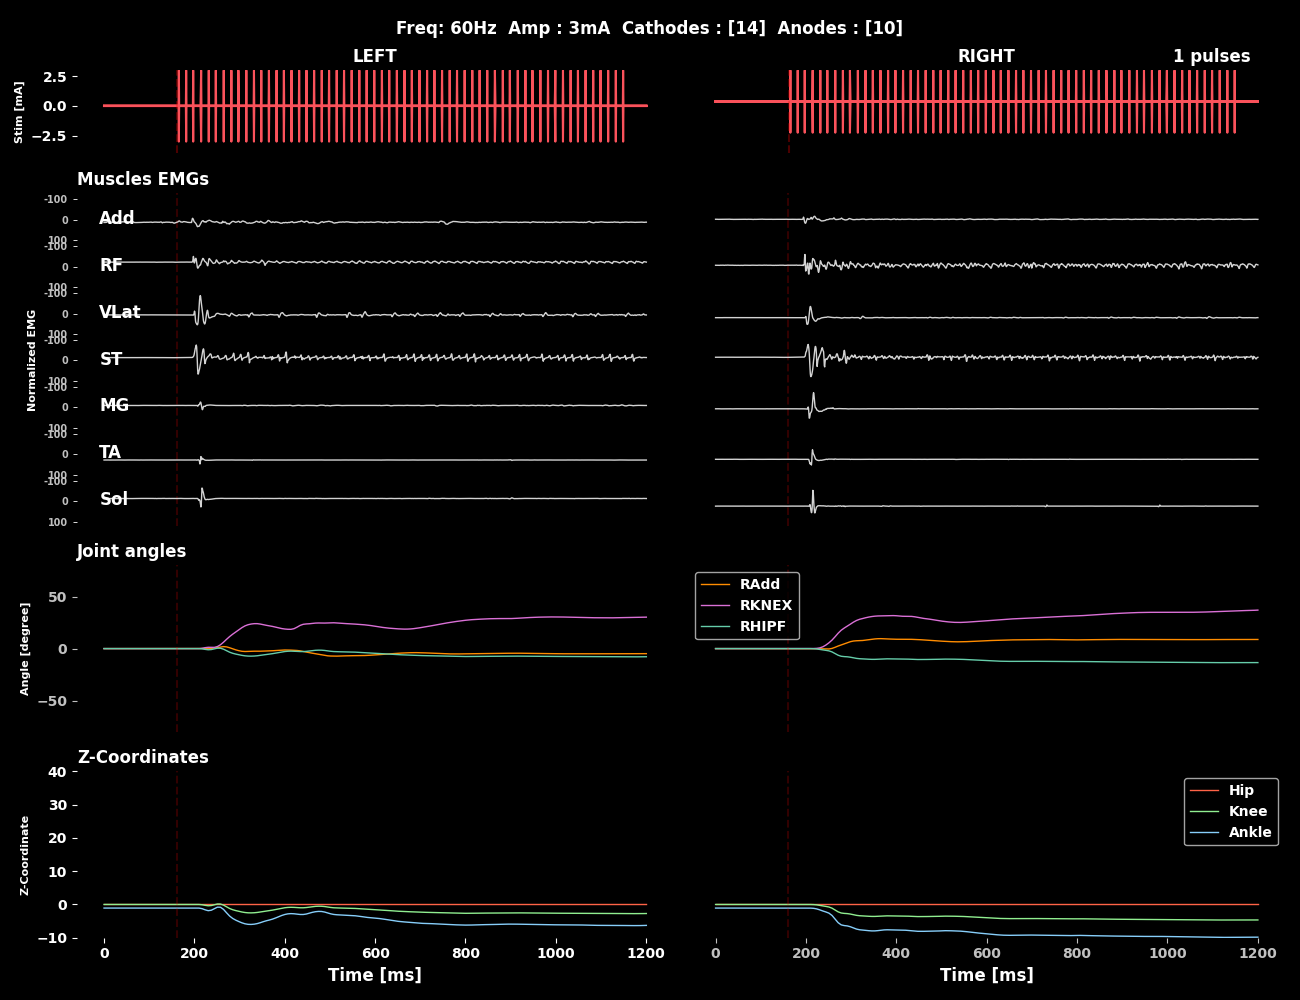 Freq: 60Hz  Amp : 3mA  Cathodes : [14]  Anodes : [10]
LEFT
RIGHT
1 pulses
Stim [mA]
2.5
0.0
−2.5
Muscles EMGs
Normalized EMG
-100
0
100
Add
-100
0
100
RF
-100
0
100
VLat
-100
0
100
ST
-100
0
100
MG
-100
0
100
TA
-100
0
100
Sol
Joint angles
Angle [degree]
50
0
−50
RAdd
RKNEX
RHIPF
Z-Coordinates
Z-Coordinate
40
30
20
10
0
−10
Hip
Knee
Ankle
0 200 400 600 800 1000 1200
0 200 400 600 800 1000 1200
Time [ms]
Time [ms]